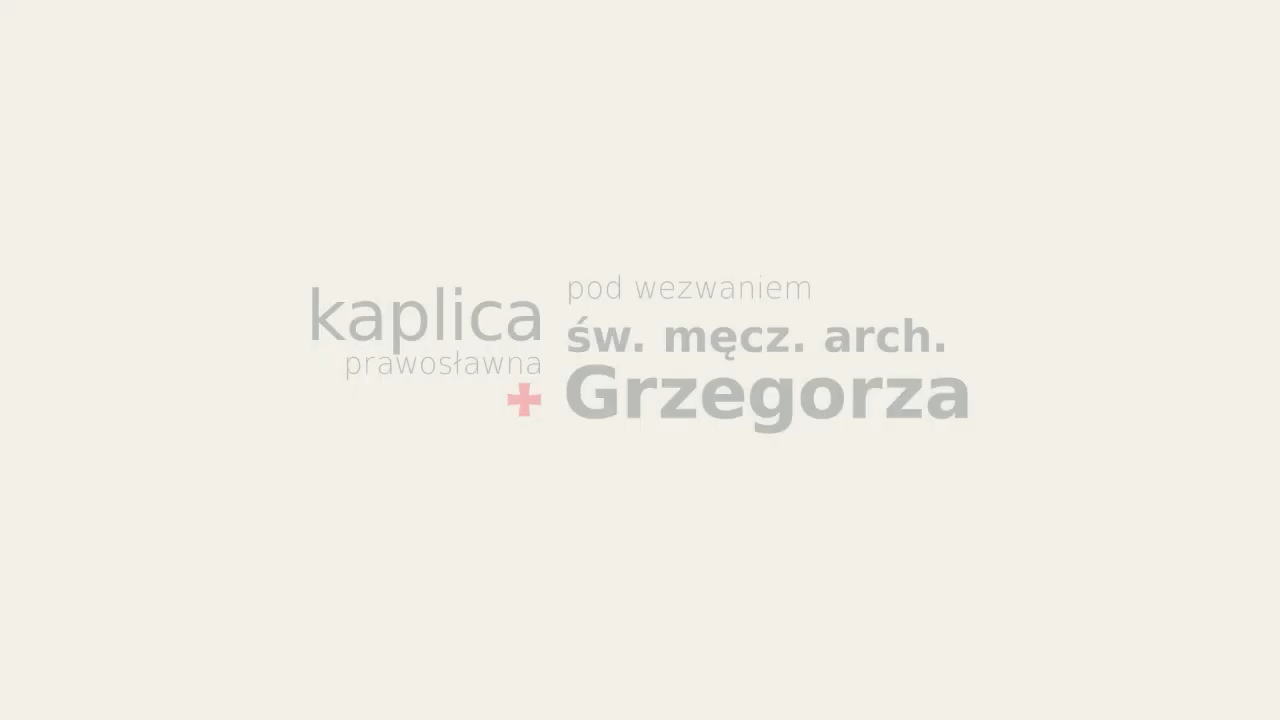 kaplica
prawosławna
pod wezwaniem
św. męcz. arch.
Grzegorza